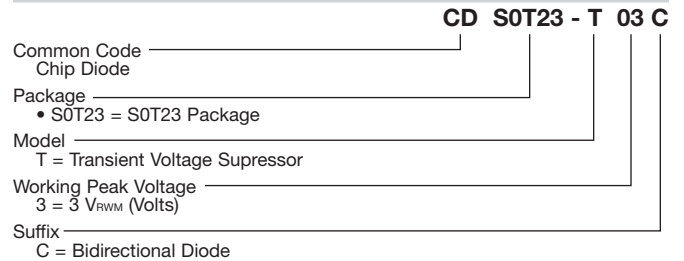 CD S0T23 - T 03 C
Common Code
Chip Diode
Package
• S0T23 = S0T23 Package
Model
T = Transient Voltage Supressor
Working Peak Voltage
3 = 3 VRWM (Volts)
Suffix
C = Bidirectional Diode